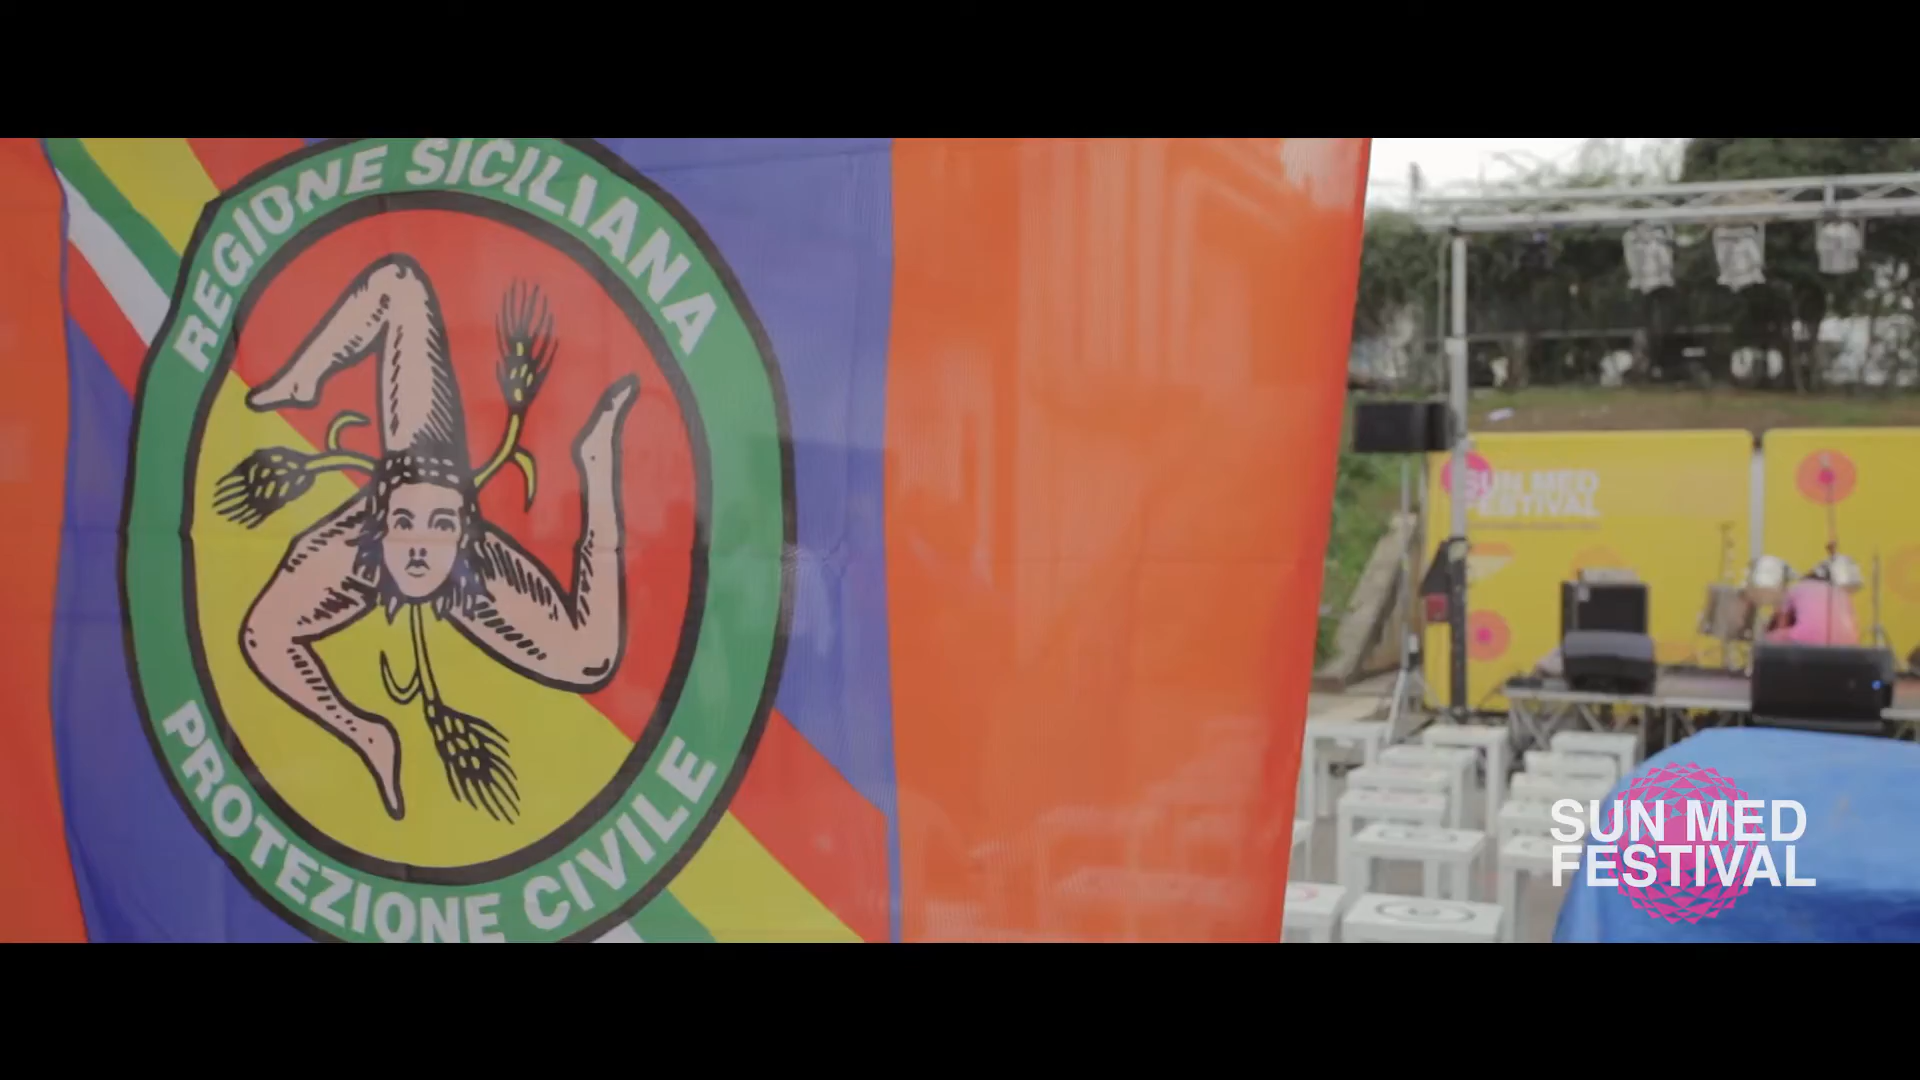 REGIONE SICILIANA
PROTEZIONE CIVILE
SUN MED
FESTIVAL
SUN MED
FESTIVAL